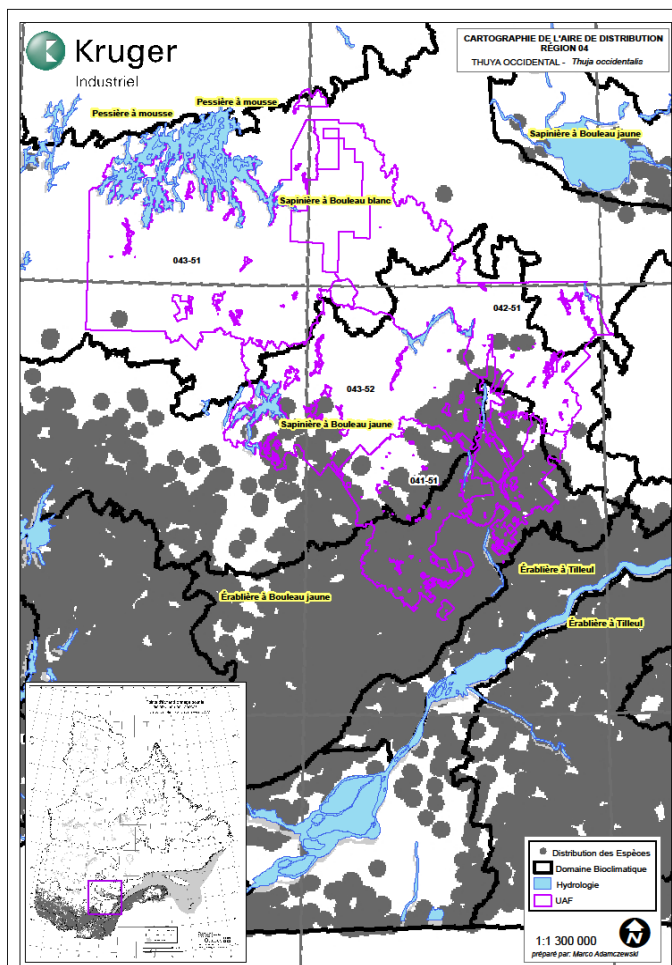 Kruger
Industriel
CARTOGRAPHIE DE L'AIRE DE DISTRIBUTION
RÉGION 04
THUYA OCCIDENTAL - Thuja occidentalis
Pessière à mousse
Pessière à mousse
Sapinière à Bouleau jaune
Sapinière à Bouleau blanc
043-51
042-51
043-52
Sapinière à Bouleau jaune
041-51
Érablière à Tilleul
Érablière à Bouleau jaune
Érablière à Tilleul
Distribution des Espèces
Domaine Bioclimatique
Hydrologie
UAF
1:1 300 000
N
préparé par: Marco Adamczewski